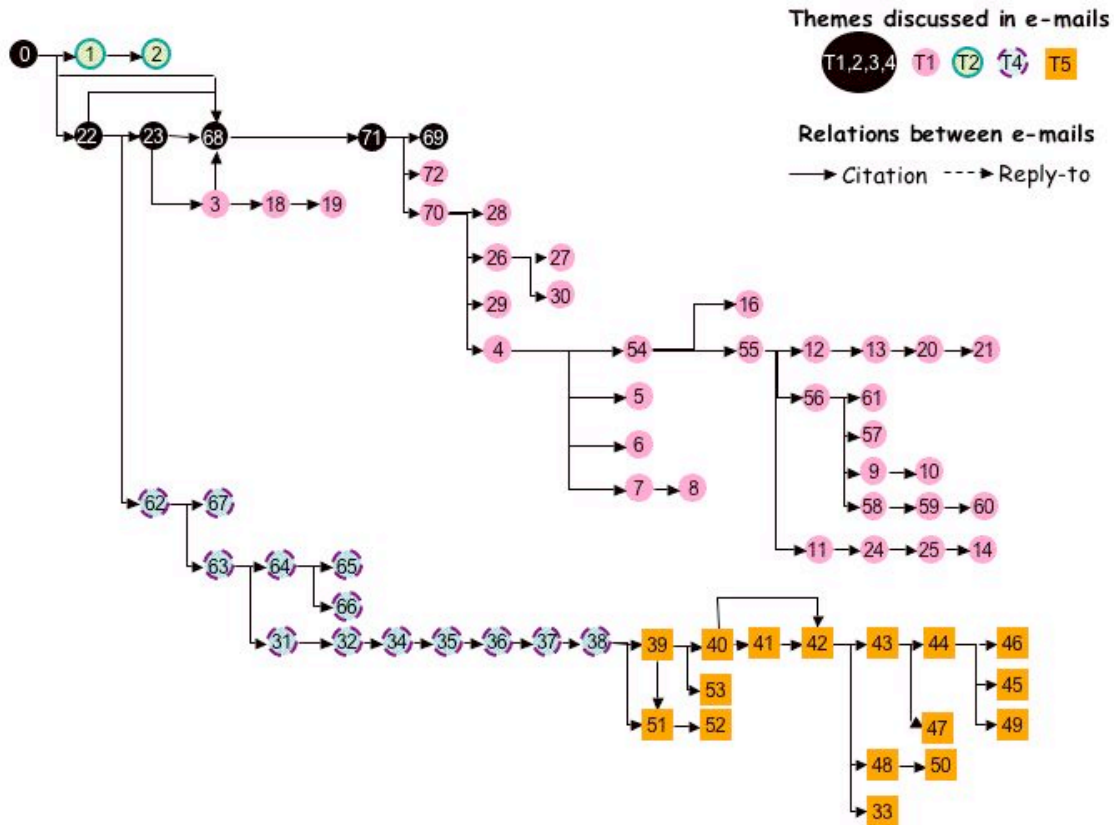 Themes discussed in e-mails
T1,2,3,4 T1 T2 T4 T5
Relations between e-mails
Citation Reply-to
0 1 2
22 23 68 71 69
72
3 18 19 70 28
26 27
30
29 16
4 54 55 12 13 20 21
5 56 61
6 57
9 10
7 8
62 67 58 59 60
11 24 25 14
63 64 65
66
31 32 34 35 36 37 38 39 40 41 42 43 44 46
53 45
51 52 47 49
48 50
33